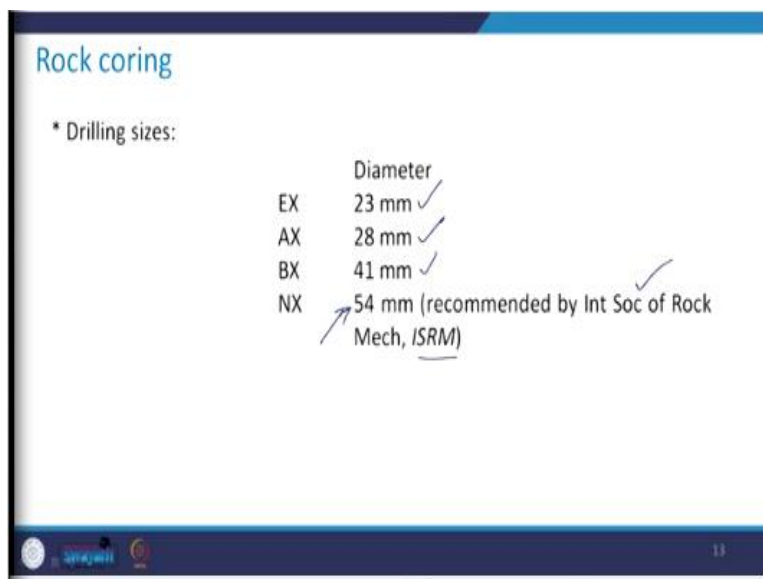 Rock coring
* Drilling sizes:
Diameter
EX 23 mm
AX 28 mm
BX 41 mm
NX 54 mm (recommended by Int Soc of Rock
Mech, ISRM)
13